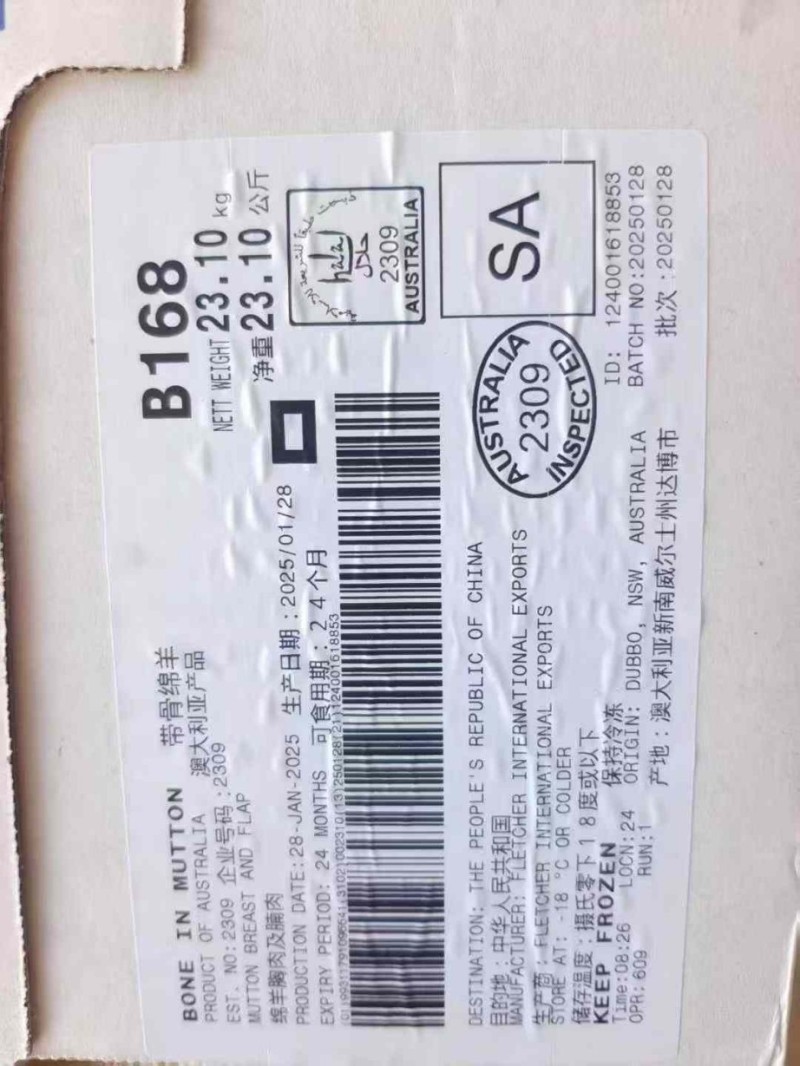 BONE IN MUTTON 带骨绵羊
B168
PRODUCT OF AUSTRALIA 澳大利亚产品
NETT WEIGHT 23.10 kg
EST. NO:2309 企业号码:2309
净重 23.10 公斤
MUTTON BREAST AND FLAP
绵羊胸肉及腩肉
PRODUCTION DATE:28-JAN-2025 生产日期:2025/01/28
EXPIRY PERIOD: 24 MONTHS 可食用期:24个月
halal
حلال
2309
AUSTRALIA
SA
DESTINATION: THE PEOPLE'S REPUBLIC OF CHINA
目的地:中华人民共和国
MANUFACTURER: FLETCHER INTERNATIONAL EXPORTS
生产商:FLETCHER INTERNATIONAL EXPORTS
STORE AT: -18 °C OR COLDER
储存温度:摄氏零下18度或以下
AUSTRALIA
2309
INSPECTED
KEEP FROZEN 保持冷冻
ID: 124001618853
Time:08:26 LOCN:24 ORIGIN: DUBBO, NSW, AUSTRALIA
BATCH NO:20250128
OPR: 609 RUN:1 产地:澳大利亚新南威尔士州达博市
批次:20250128